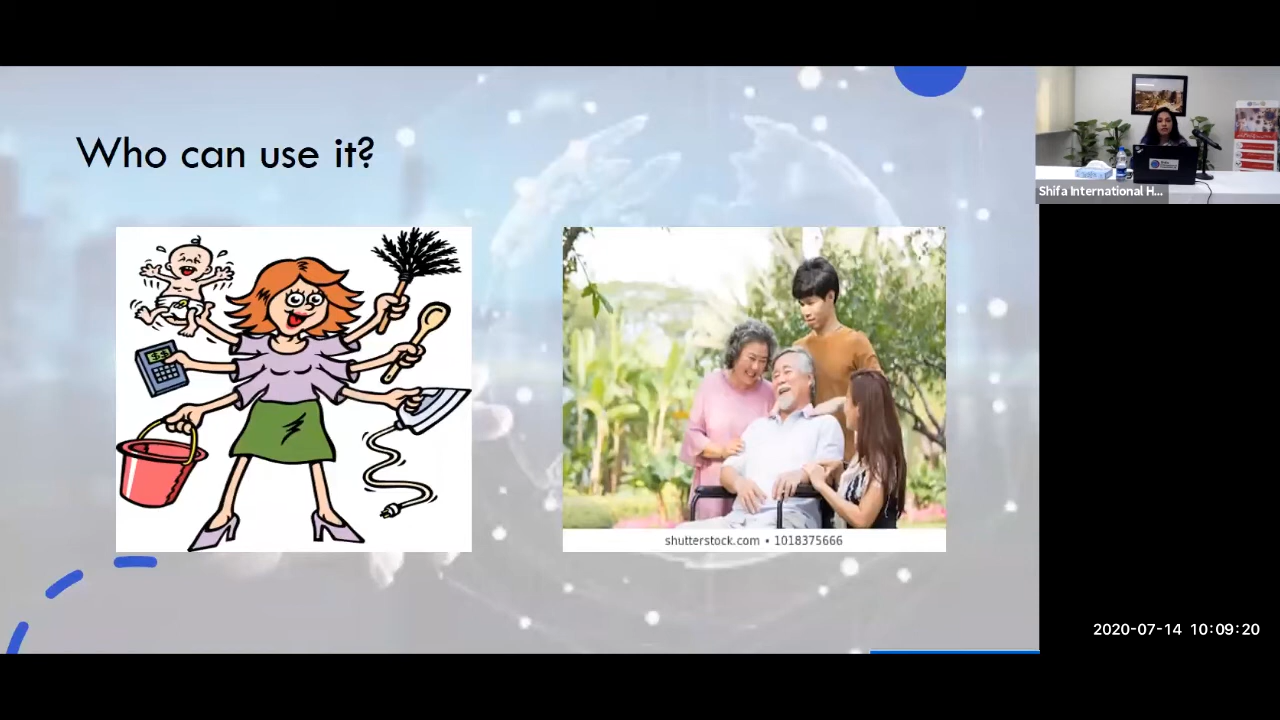 Who can use it?
shutterstock.com • 1018375666
Shifa International H...
2020-07-14 10:09:20